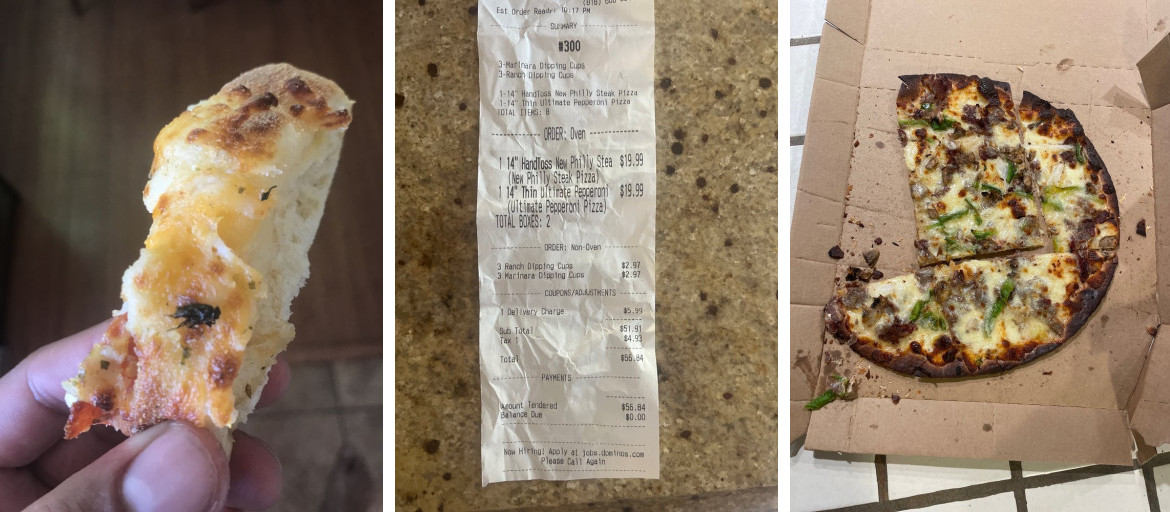 (816)
Est Order Ready: 10:17 PM
SUMMARY
#300
3-Marinara Dipping Cups
3-Ranch Dipping Cups
1-14" Handtoss New Philly Steak Pizza
1-14" Thin Ultimate Pepperoni Pizza
TOTAL ITEMS: 8
ORDER: Oven
1 14" Handtoss New Philly Stea $19.99
(New Philly Steak Pizza)
1 14" Thin Ultimate Pepperoni $19.99
(Ultimate Pepperoni Pizza)
TOTAL BOXES: 2
ORDER: Non-Oven
3 Ranch Dipping Cups $2.97
3 Marinara Dipping Cups $2.97
COUPONS/ADJUSTMENTS
1 Delivery Charge $5.99
Sub Total $51.91
Tax 1 $4.93
Total $56.84
PAYMENTS
Amount Tendered $56.84
Balance Due $0.00
Now Hiring! Apply at jobs.dominos.com
Please Call Again